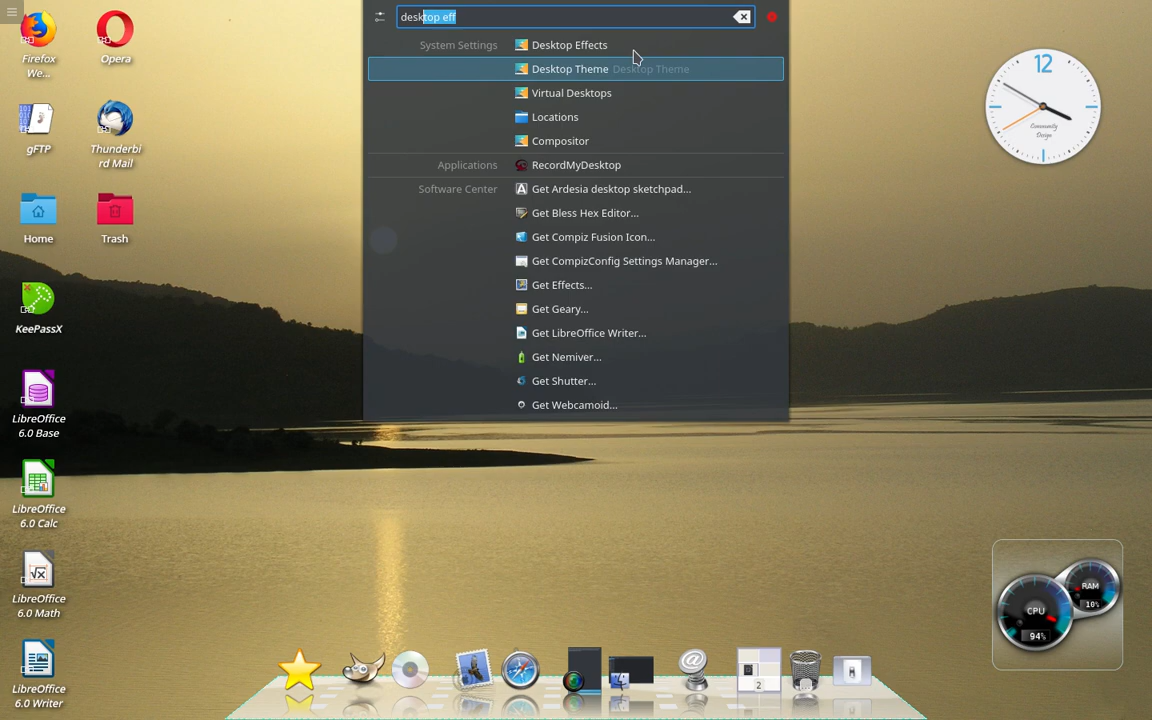 desktop eff
System Settings
Desktop Effects
Desktop Theme Desktop Theme
Virtual Desktops
Locations
Compositor
Applications
RecordMyDesktop
Software Center
Get Ardesia desktop sketchpad...
Get Bless Hex Editor...
Get Compiz Fusion Icon...
Get CompizConfig Settings Manager...
Get Effects...
Get Geary...
Get LibreOffice Writer...
Get Nemiver...
Get Shutter...
Get Webcamoid...
Firefox
We...
Opera
gFTP
Thunderbi
rd Mail
Home
Trash
KeePassX
LibreOffice
6.0 Base
LibreOffice
6.0 Calc
LibreOffice
6.0 Math
LibreOffice
6.0 Writer
12
Community
Design
RAM
10%
CPU
94%
2